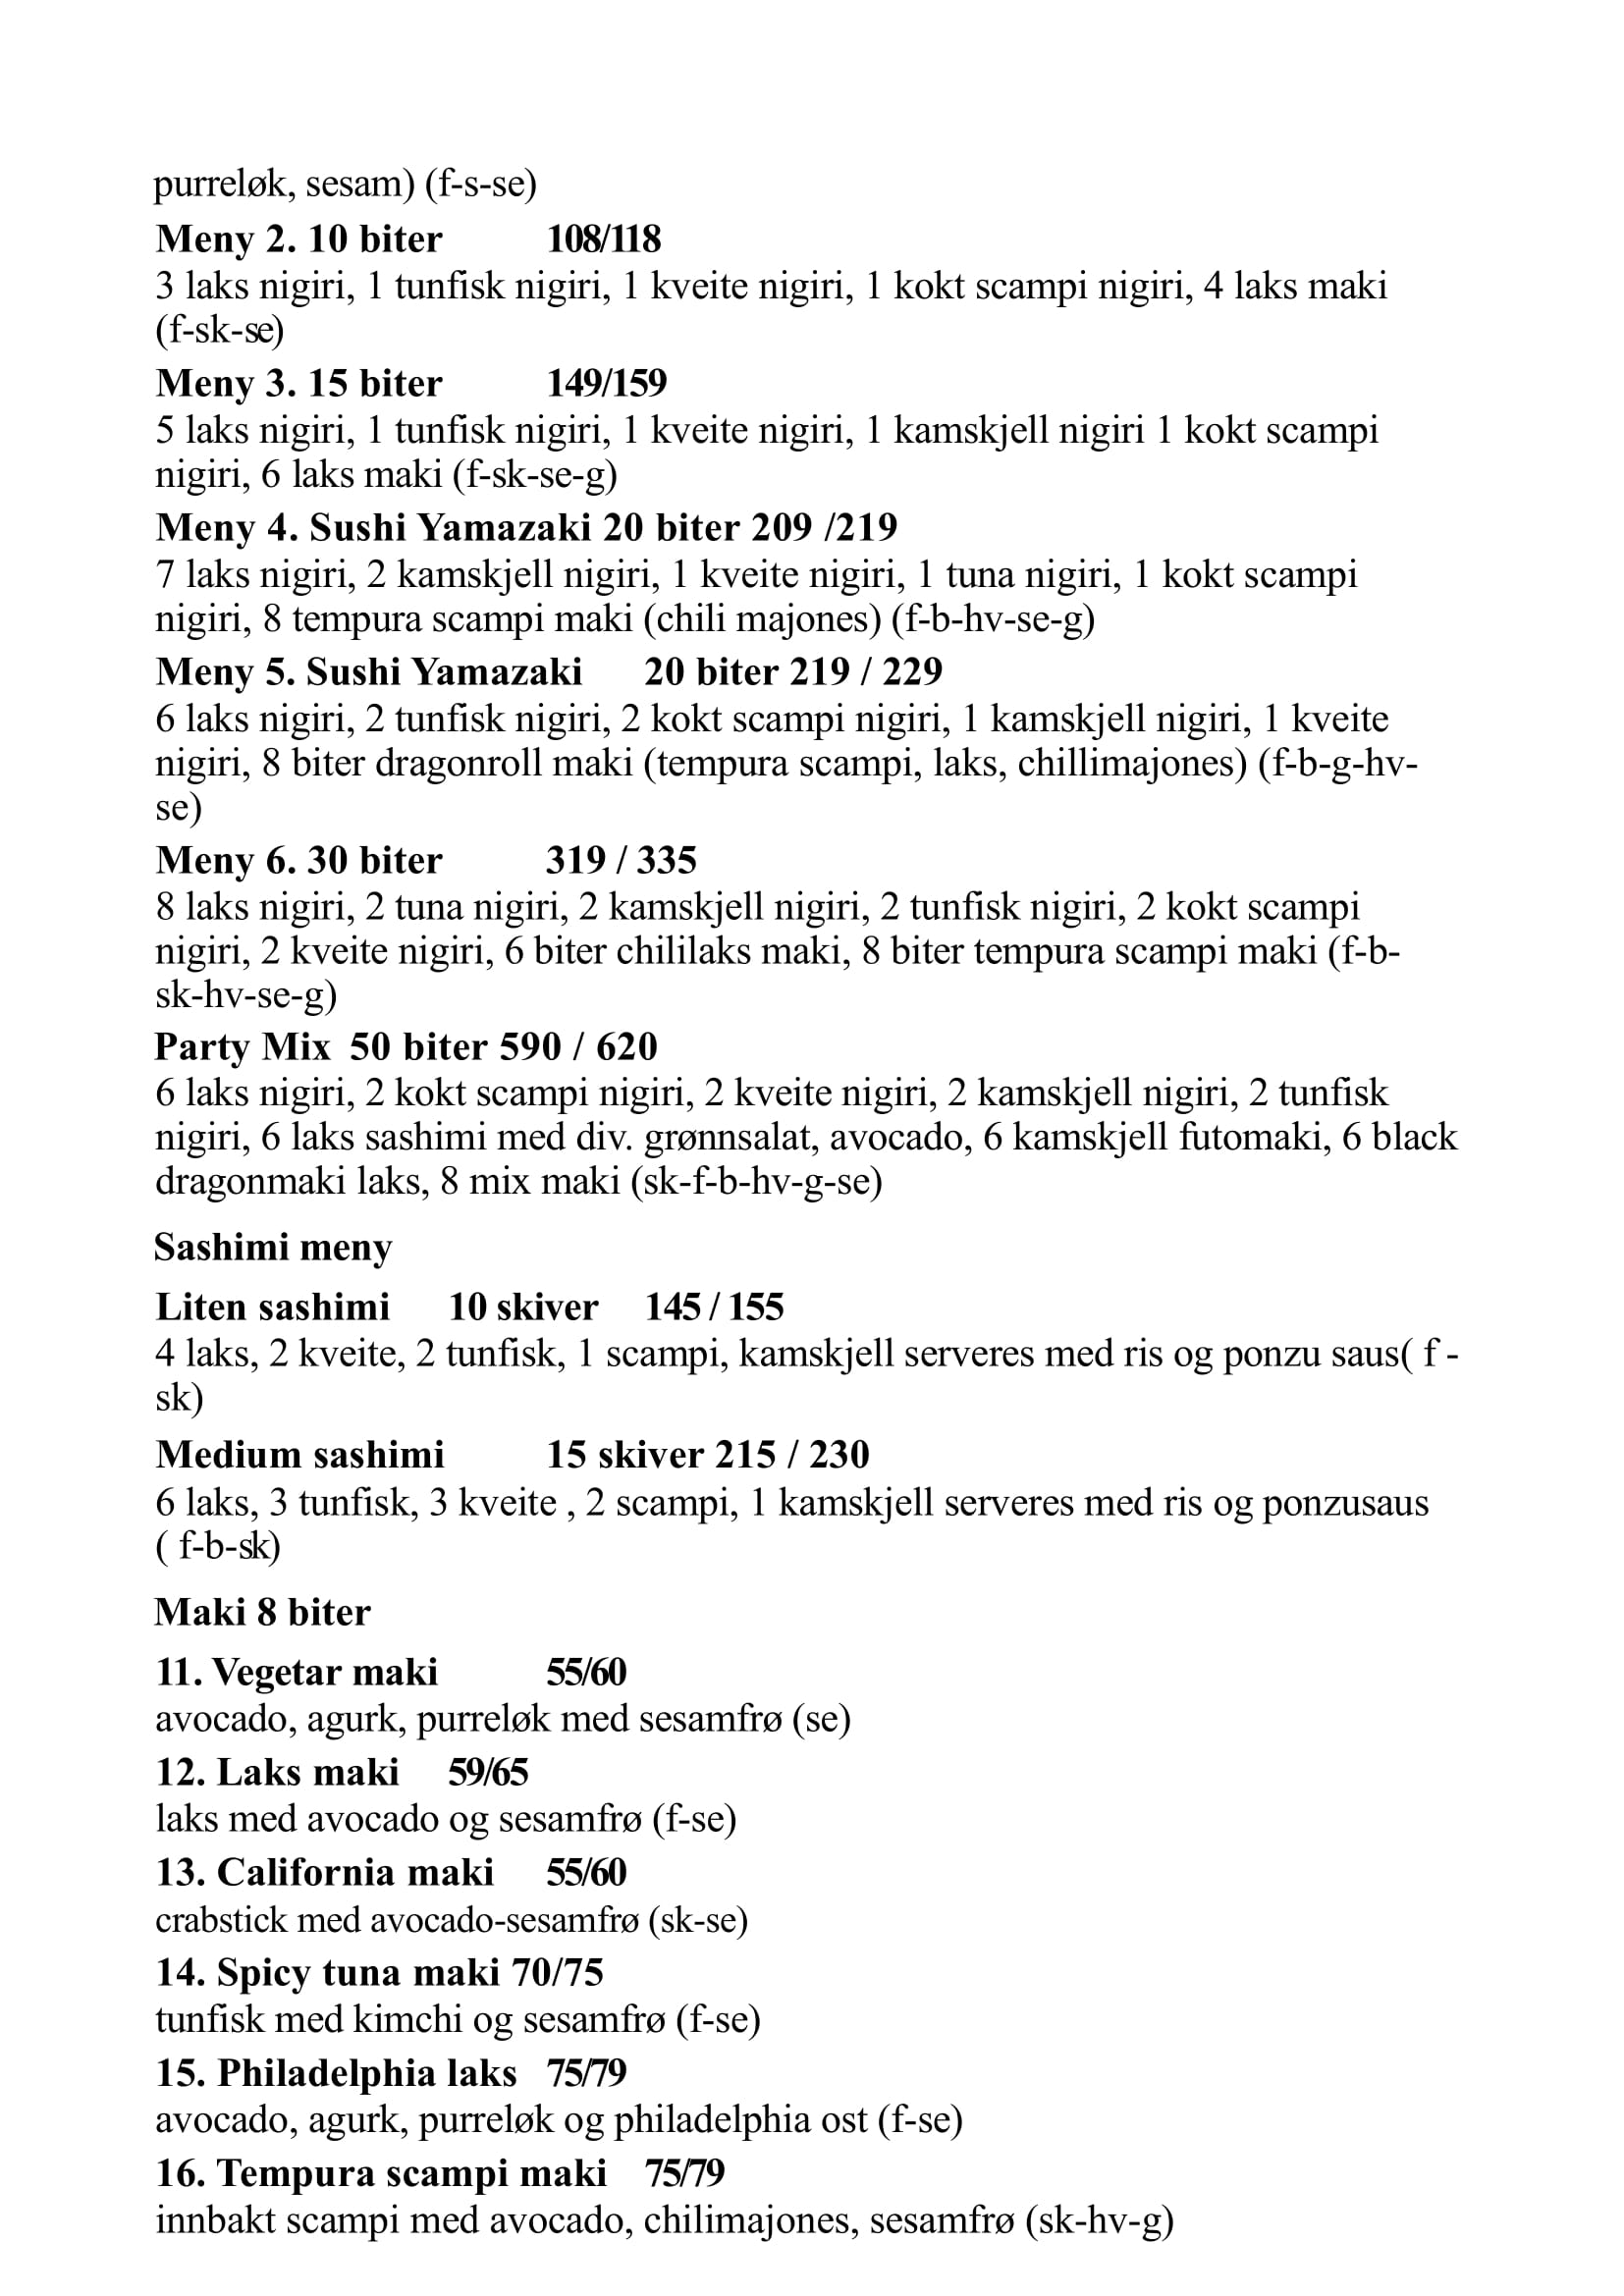 purreløk, sesam) (f-s-se)
Meny 2. 10 biter 108/118
3 laks nigiri, 1 tunfisk nigiri, 1 kveite nigiri, 1 kokt scampi nigiri, 4 laks maki
(f-sk-se)
Meny 3. 15 biter 149/159
5 laks nigiri, 1 tunfisk nigiri, 1 kveite nigiri, 1 kamskjell nigiri 1 kokt scampi
nigiri, 6 laks maki (f-sk-se-g)
Meny 4. Sushi Yamazaki 20 biter 209 /219
7 laks nigiri, 2 kamskjell nigiri, 1 kveite nigiri, 1 tuna nigiri, 1 kokt scampi
nigiri, 8 tempura scampi maki (chili majones) (f-b-hv-se-g)
Meny 5. Sushi Yamazaki 20 biter 219 / 229
6 laks nigiri, 2 tunfisk nigiri, 2 kokt scampi nigiri, 1 kamskjell nigiri, 1 kveite
nigiri, 8 biter dragonroll maki (tempura scampi, laks, chillimajones) (f-b-g-hv-
se)
Meny 6. 30 biter 319 / 335
8 laks nigiri, 2 tuna nigiri, 2 kamskjell nigiri, 2 tunfisk nigiri, 2 kokt scampi
nigiri, 2 kveite nigiri, 6 biter chililaks maki, 8 biter tempura scampi maki (f-b-
sk-hv-se-g)
Party Mix 50 biter 590 / 620
6 laks nigiri, 2 kokt scampi nigiri, 2 kveite nigiri, 2 kamskjell nigiri, 2 tunfisk
nigiri, 6 laks sashimi med div. grønnsalat, avocado, 6 kamskjell futomaki, 6 black
dragonmaki laks, 8 mix maki (sk-f-b-hv-g-se)
Sashimi meny
Liten sashimi 10 skiver 145 / 155
4 laks, 2 kveite, 2 tunfisk, 1 scampi, kamskjell serveres med ris og ponzu saus( f -
sk)
Medium sashimi 15 skiver 215 / 230
6 laks, 3 tunfisk, 3 kveite , 2 scampi, 1 kamskjell serveres med ris og ponzusaus
( f-b-sk)
Maki 8 biter
11. Vegetar maki 55/60
avocado, agurk, purreløk med sesamfrø (se)
12. Laks maki 59/65
laks med avocado og sesamfrø (f-se)
13. California maki 55/60
crabstick med avocado-sesamfrø (sk-se)
14. Spicy tuna maki 70/75
tunfisk med kimchi og sesamfrø (f-se)
15. Philadelphia laks 75/79
avocado, agurk, purreløk og philadelphia ost (f-se)
16. Tempura scampi maki 75/79
innbakt scampi med avocado, chilimajones, sesamfrø (sk-hv-g)